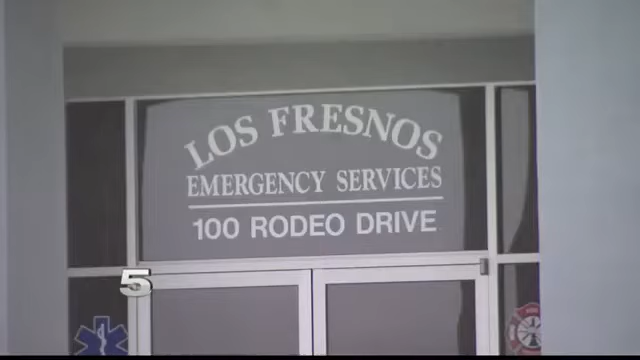 LOS FRESNOS
EMERGENCY SERVICES
100 RODEO DRIVE
5